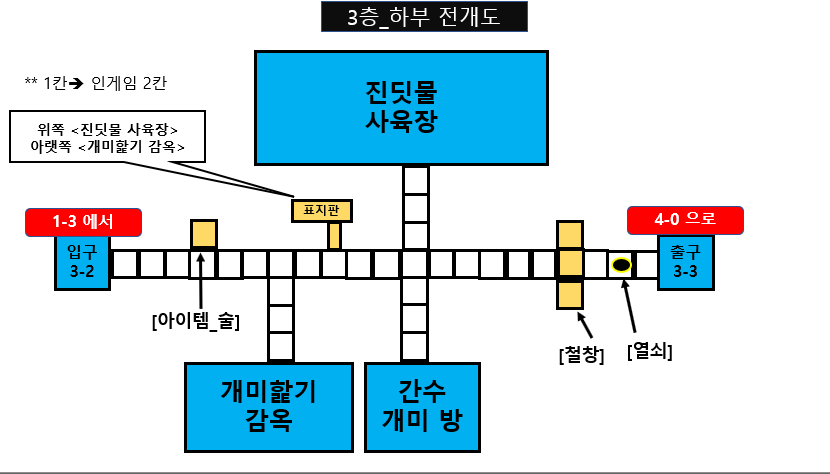 3층_하부 전개도
** 1칸➔ 인게임 2칸
진딧물
사육장
위쪽 <진딧물 사육장>
아랫쪽 <개미핥기 감옥>
표지판
1-3 에서
4-0 으로
입구
3-2
출구
3-3
[아이템_술]
[철창]
[열쇠]
개미핥기
감옥
간수
개미 방